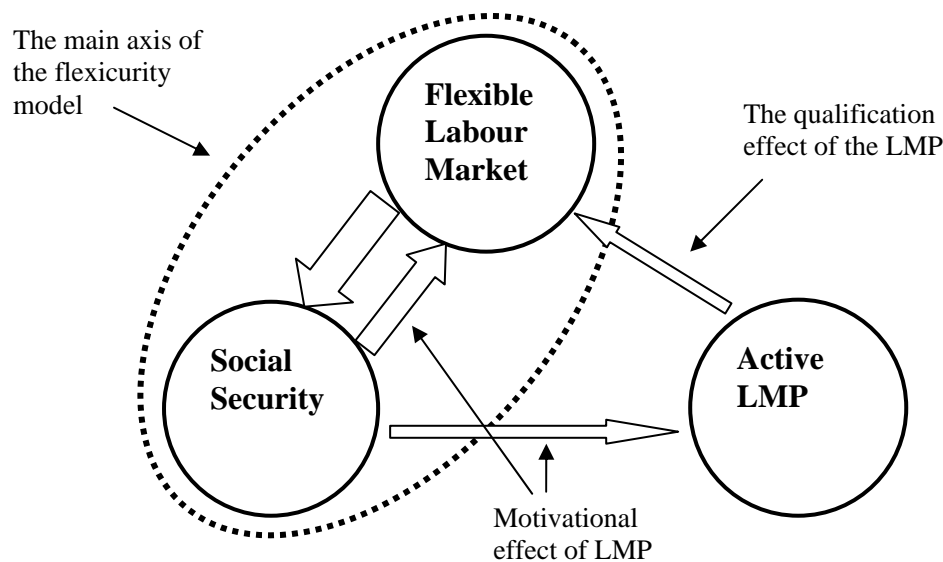 The main axis of
the flexicurity
model
Flexible
Labour
Market
The qualification
effect of the LMP
Social
Security
Active
LMP
Motivational
effect of LMP